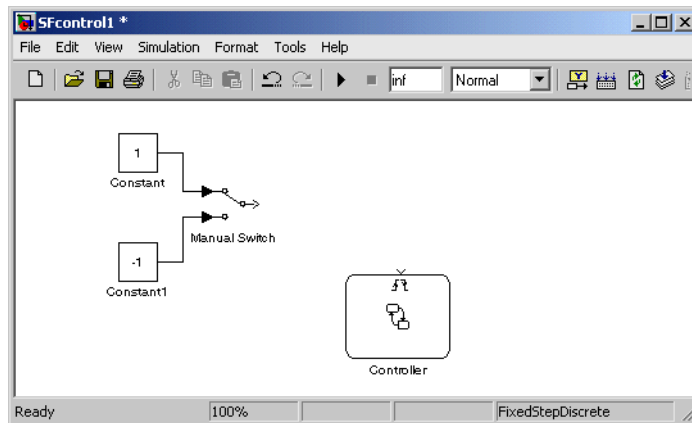 SFcontrol1 *
File Edit View Simulation Format Tools Help
inf Normal
1
Constant
Manual Switch
-1
Constant1
Controller
Ready 100% FixedStepDiscrete